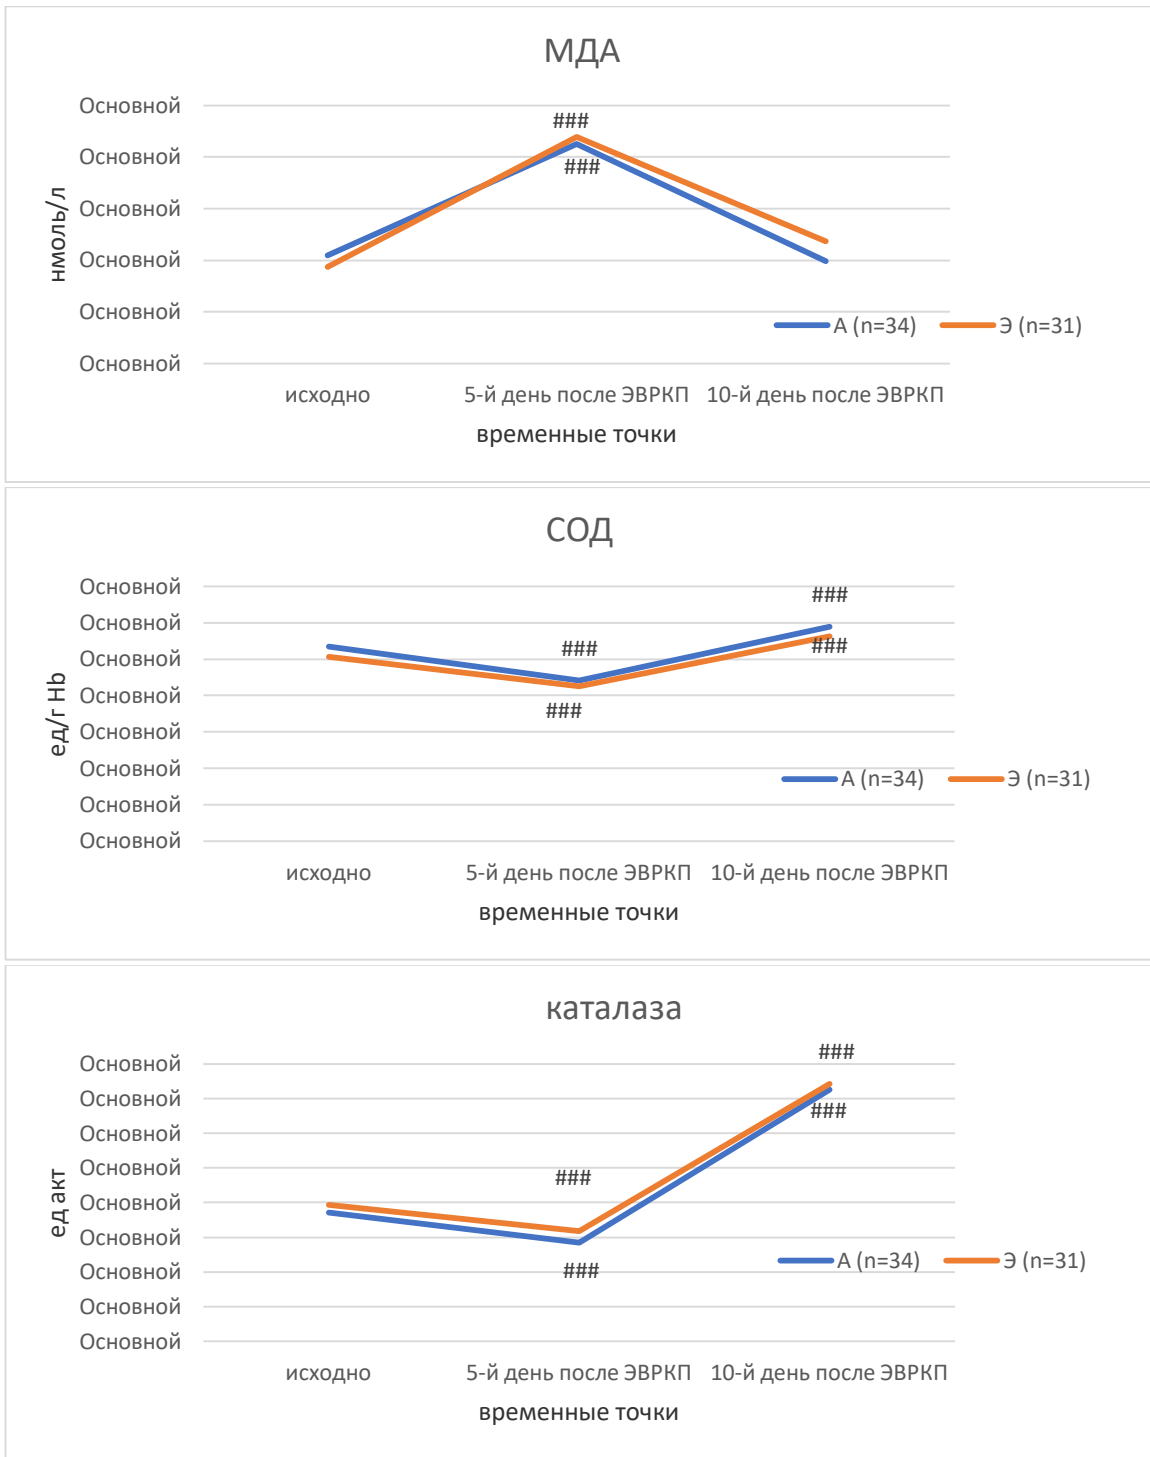 МДА
Основной
###
Основной
###
Основной
нмоль/л
Основной
Основной
А (n=34) Э (n=31)
Основной
исходно 5-й день после ЭВРКП 10-й день после ЭВРКП
временные точки
СОД
Основной
###
Основной
###
###
Основной
Основной
###
ед/г Hb
Основной
Основной
А (n=34) Э (n=31)
Основной
Основной
исходно 5-й день после ЭВРКП 10-й день после ЭВРКП
временные точки
каталаза
###
Основной
Основной
###
Основной
Основной
###
ед акт
Основной
Основной
А (n=34) Э (n=31)
###
Основной
Основной
Основной
исходно 5-й день после ЭВРКП 10-й день после ЭВРКП
временные точки